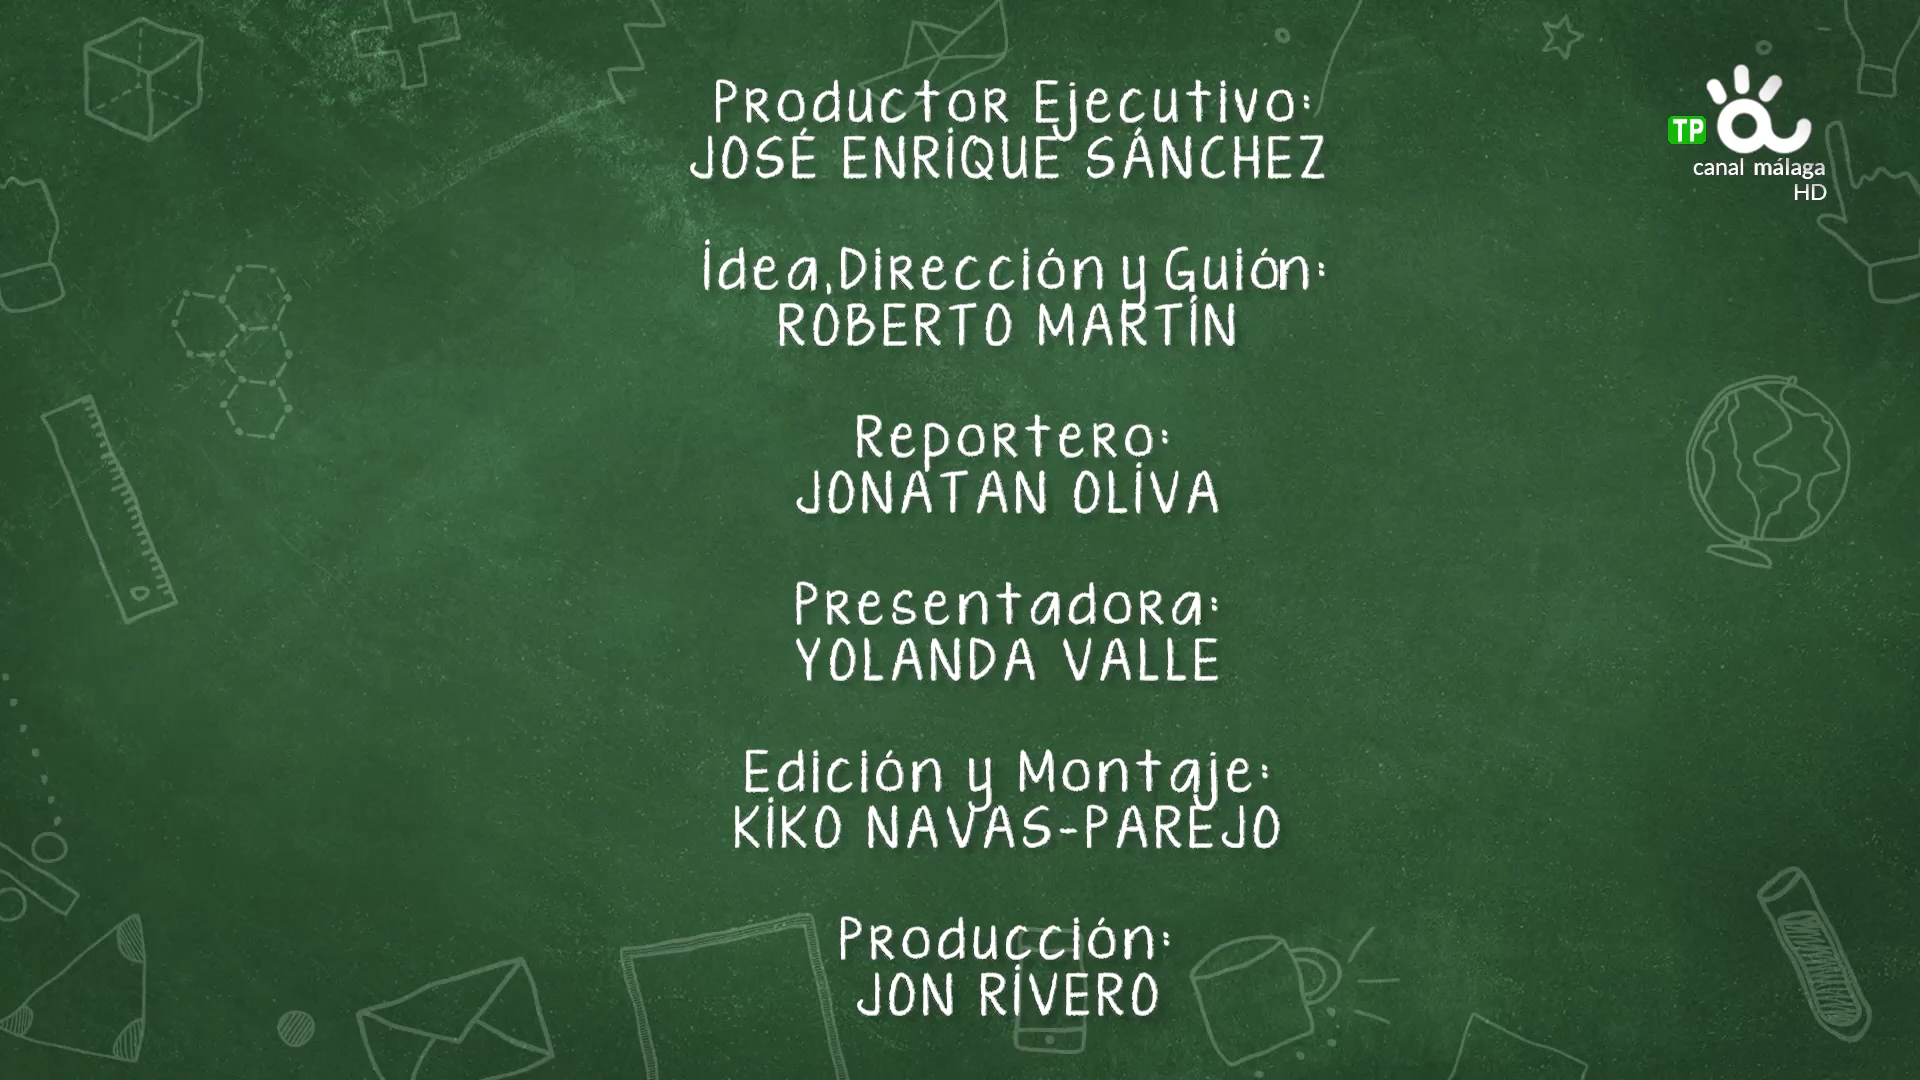 Productor Ejecutivo:
JOSÉ ENRIQUE SÁNCHEZ
Idea,Dirección y Guión:
ROBERTO MARTÍN
Reportero:
JONATAN OLIVA
Presentadora:
YOLANDA VALLE
Edición y Montaje:
KIKO NAVAS-PAREJO
Producción:
JON RIVERO
TP
canal málaga
HD